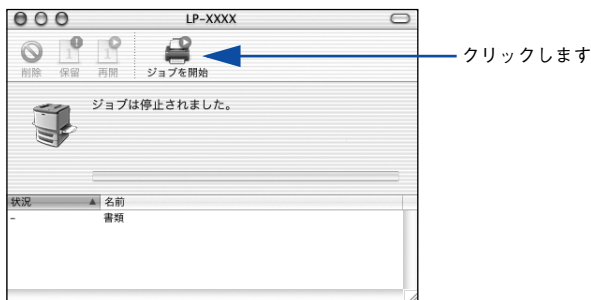 LP-XXXX
削除 保留 再開 ジョブを開始
クリックします
ジョブは停止されました。
状況 名前
- 書類